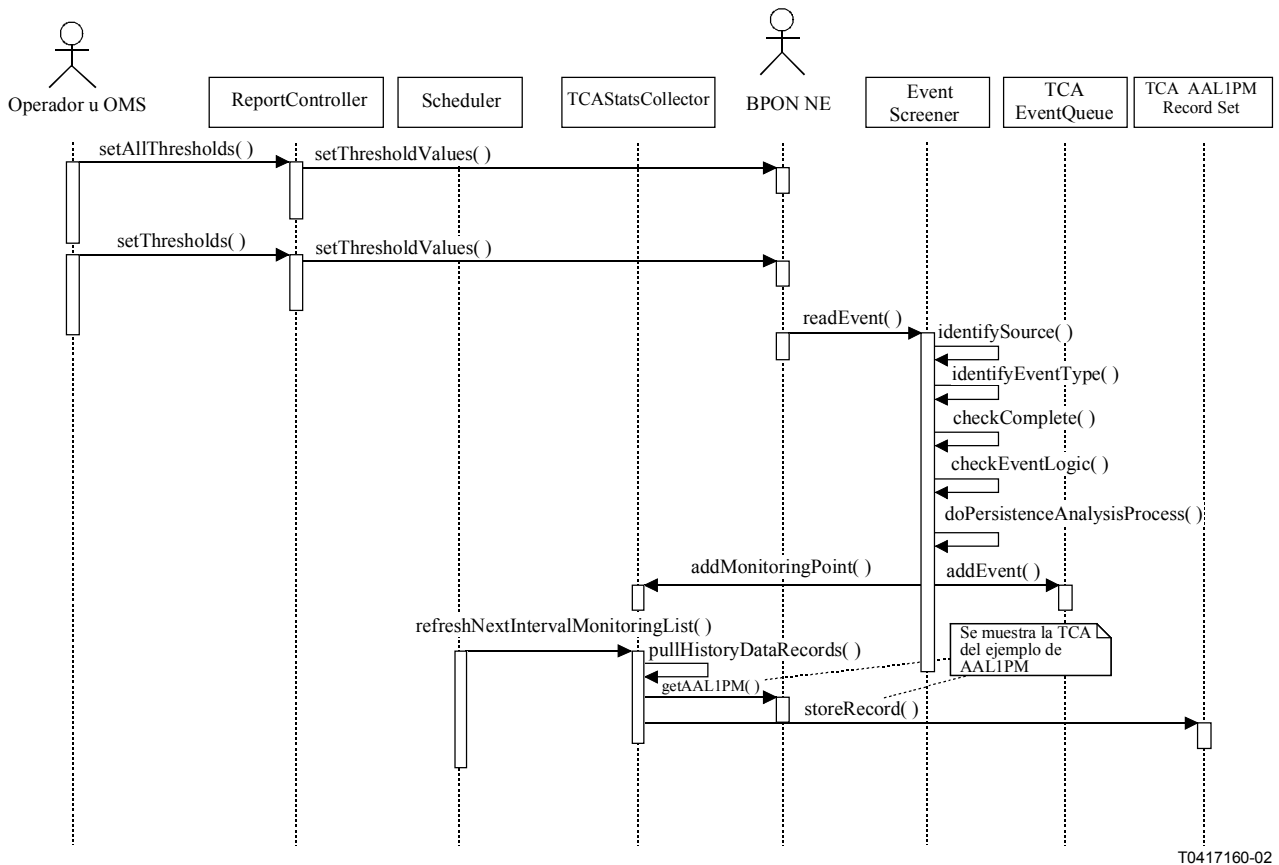 Operador u OMS
ReportController
Scheduler
TCAStatsCollector
BPON NE
Event
Screener
TCA
EventQueue
TCA AAL1PM
Record Set
setAllThresholds( )
setThresholdValues( )
setThresholds( )
setThresholdValues( )
readEvent( )
identifySource( )
identifyEventType( )
checkComplete( )
checkEventLogic( )
doPersistenceAnalysisProcess( )
addMonitoringPoint( )
addEvent( )
refreshNextIntervalMonitoringList( )
Se muestra la TCA
del ejemplo de
AAL1PM
pullHistoryDataRecords( )
getAAL1PM( )
storeRecord( )
T0417160-02